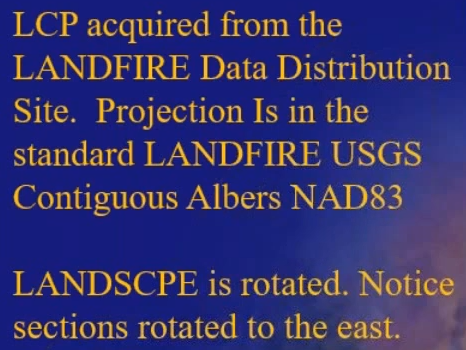 LCP acquired from the
LANDFIRE Data Distribution
Site.  Projection Is in the
standard LANDFIRE USGS
Contiguous Albers NAD83
LANDSCPE is rotated. Notice
sections rotated to the east.